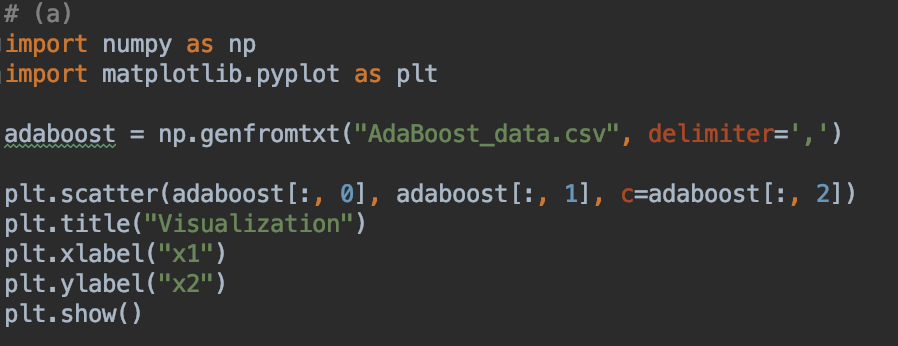 # (a)
import numpy as np
import matplotlib.pyplot as plt
adaboost = np.genfromtxt("AdaBoost_data.csv", delimiter=',')
plt.scatter(adaboost[:, 0], adaboost[:, 1], c=adaboost[:, 2])
plt.title("Visualization")
plt.xlabel("x1")
plt.ylabel("x2")
plt.show()